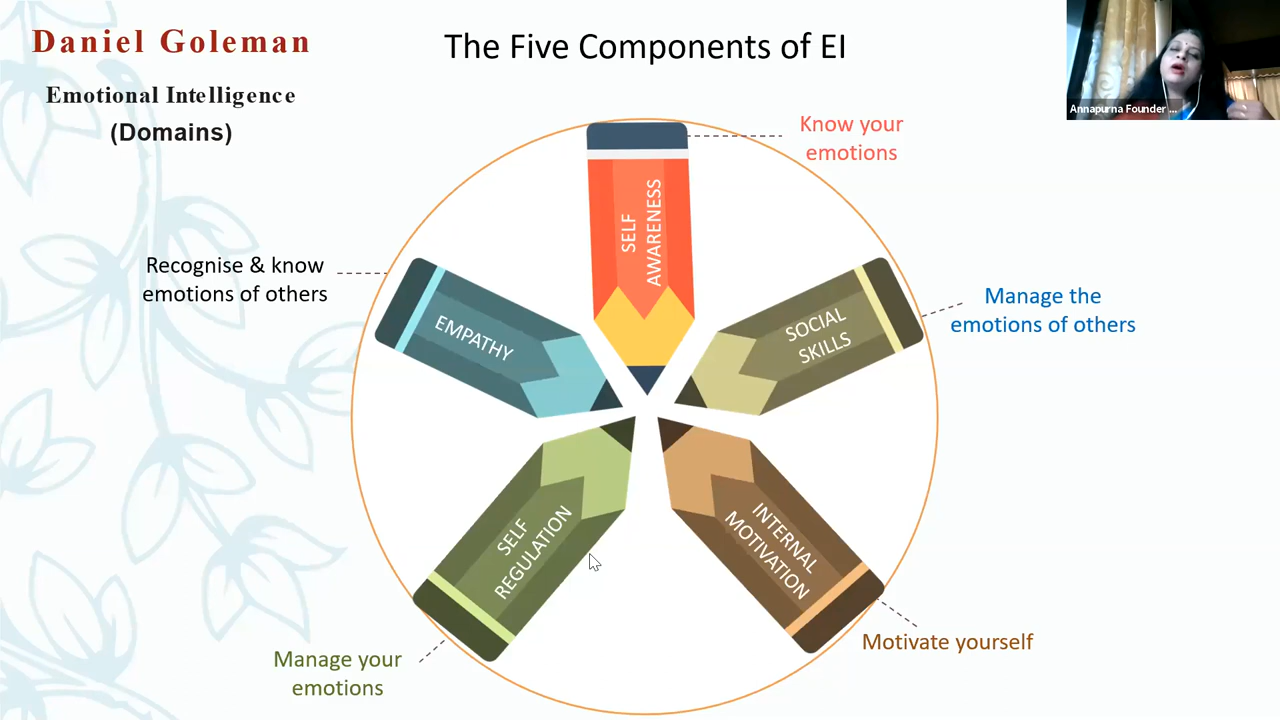 Daniel Goleman
Emotional Intelligence
(Domains)
The Five Components of EI
Annapurna Founder ...
Know your
emotions
SELF
AWARENESS
Recognise & know
emotions of others
EMPATHY
SOCIAL
SKILLS
Manage the
emotions of others
SELF
REGULATION
INTERNAL
MOTIVATION
Manage your
emotions
Motivate yourself